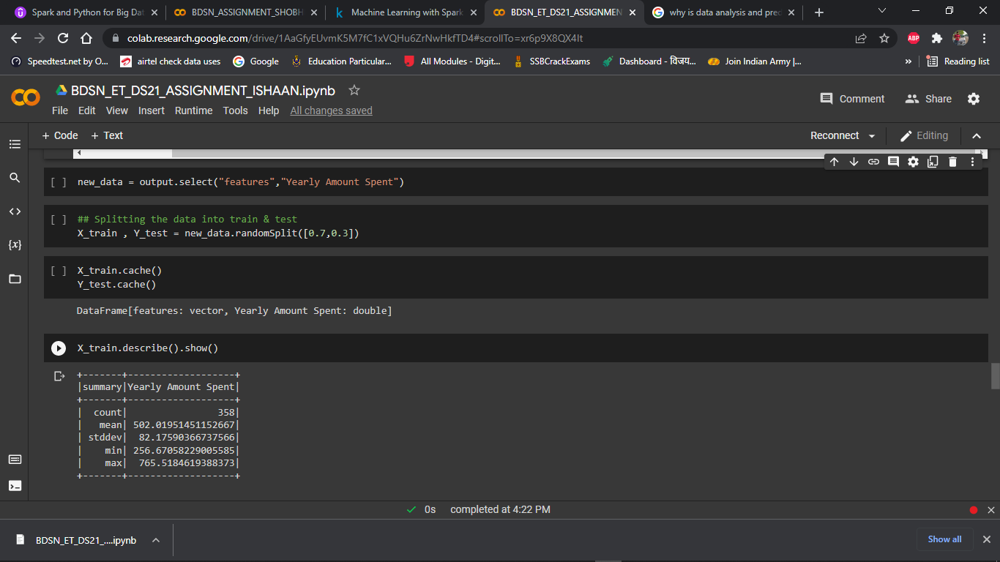 Spark and Python for Big Dat
BDSN_ASSIGNMENT_SHOBH
Machine Learning with Spark
BDSN_ET_DS21_ASSIGNMEN
why is data analysis and pred
colab.research.google.com/drive/1AaGfyEUvmK5M7fC1xVQHu6ZrNwHkfTD4#scrollTo=xr6p9X8QX4It
ABP
Speedtest.net by O...
airtel check data uses
Google
Education Particular...
All Modules - Digit...
SSBCrackExams
Dashboard - विजय...
Join Indian Army |...
»
Reading list
BDSN_ET_DS21_ASSIGNMENT_ISHAAN.ipynb
Comment
Share
File Edit View Insert Runtime Tools Help All changes saved
+ Code + Text
Reconnect
Editing
[ ] new_data = output.select("features","Yearly Amount Spent")
[ ] ## Splitting the data into train & test
X_train , Y_test = new_data.randomSplit([0.7,0.3])
[ ] X_train.cache()
Y_test.cache()
DataFrame[features: vector, Yearly Amount Spent: double]
X_train.describe().show()
+-------+-------------------+
|summary|Yearly Amount Spent|
+-------+-------------------+
| count| 358|
| mean| 502.01951451152667|
| stddev| 82.17590366737566|
| min| 256.67058229005585|
| max| 765.5184619388373|
+-------+-------------------+
0s completed at 4:22 PM
BDSN_ET_DS21_....ipynb
Show all